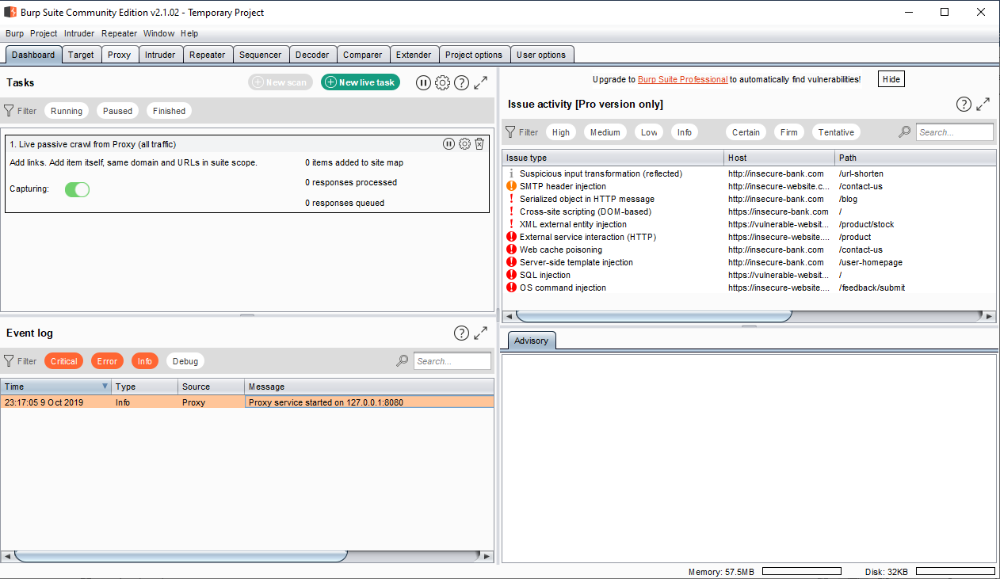 Burp Suite Community Edition v2.1.02 - Temporary Project
Burp Project Intruder Repeater Window Help
Dashboard Target Proxy Intruder Repeater Sequencer Decoder Comparer Extender Project options User options
Tasks New scan New live task
Filter Running Paused Finished
1. Live passive crawl from Proxy (all traffic)
Add links. Add item itself, same domain and URLs in suite scope. 0 items added to site map
0 responses processed
Capturing:
0 responses queued
Event log
Filter Critical Error Info Debug Search...
Time Type Source Message
23:17:05 9 Oct 2019 Info Proxy Proxy service started on 127.0.0.1:8080
Upgrade to Burp Suite Professional to automatically find vulnerabilities! Hide
Issue activity [Pro version only]
Filter High Medium Low Info Certain Firm Tentative Search...
Issue type Host Path
Suspicious input transformation (reflected) http://insecure-bank.com /url-shorten
SMTP header injection http://insecure-website.c... /contact-us
Serialized object in HTTP message http://insecure-bank.com /blog
Cross-site scripting (DOM-based) https://insecure-bank.com /
XML external entity injection https://vulnerable-websit... /product/stock
External service interaction (HTTP) https://insecure-website.... /product
Web cache poisoning http://insecure-bank.com /contact-us
Server-side template injection http://insecure-bank.com /user-homepage
SQL injection https://vulnerable-websit... /
OS command injection https://insecure-website.... /feedback/submit
Advisory
Memory: 57.5MB Disk: 32KB